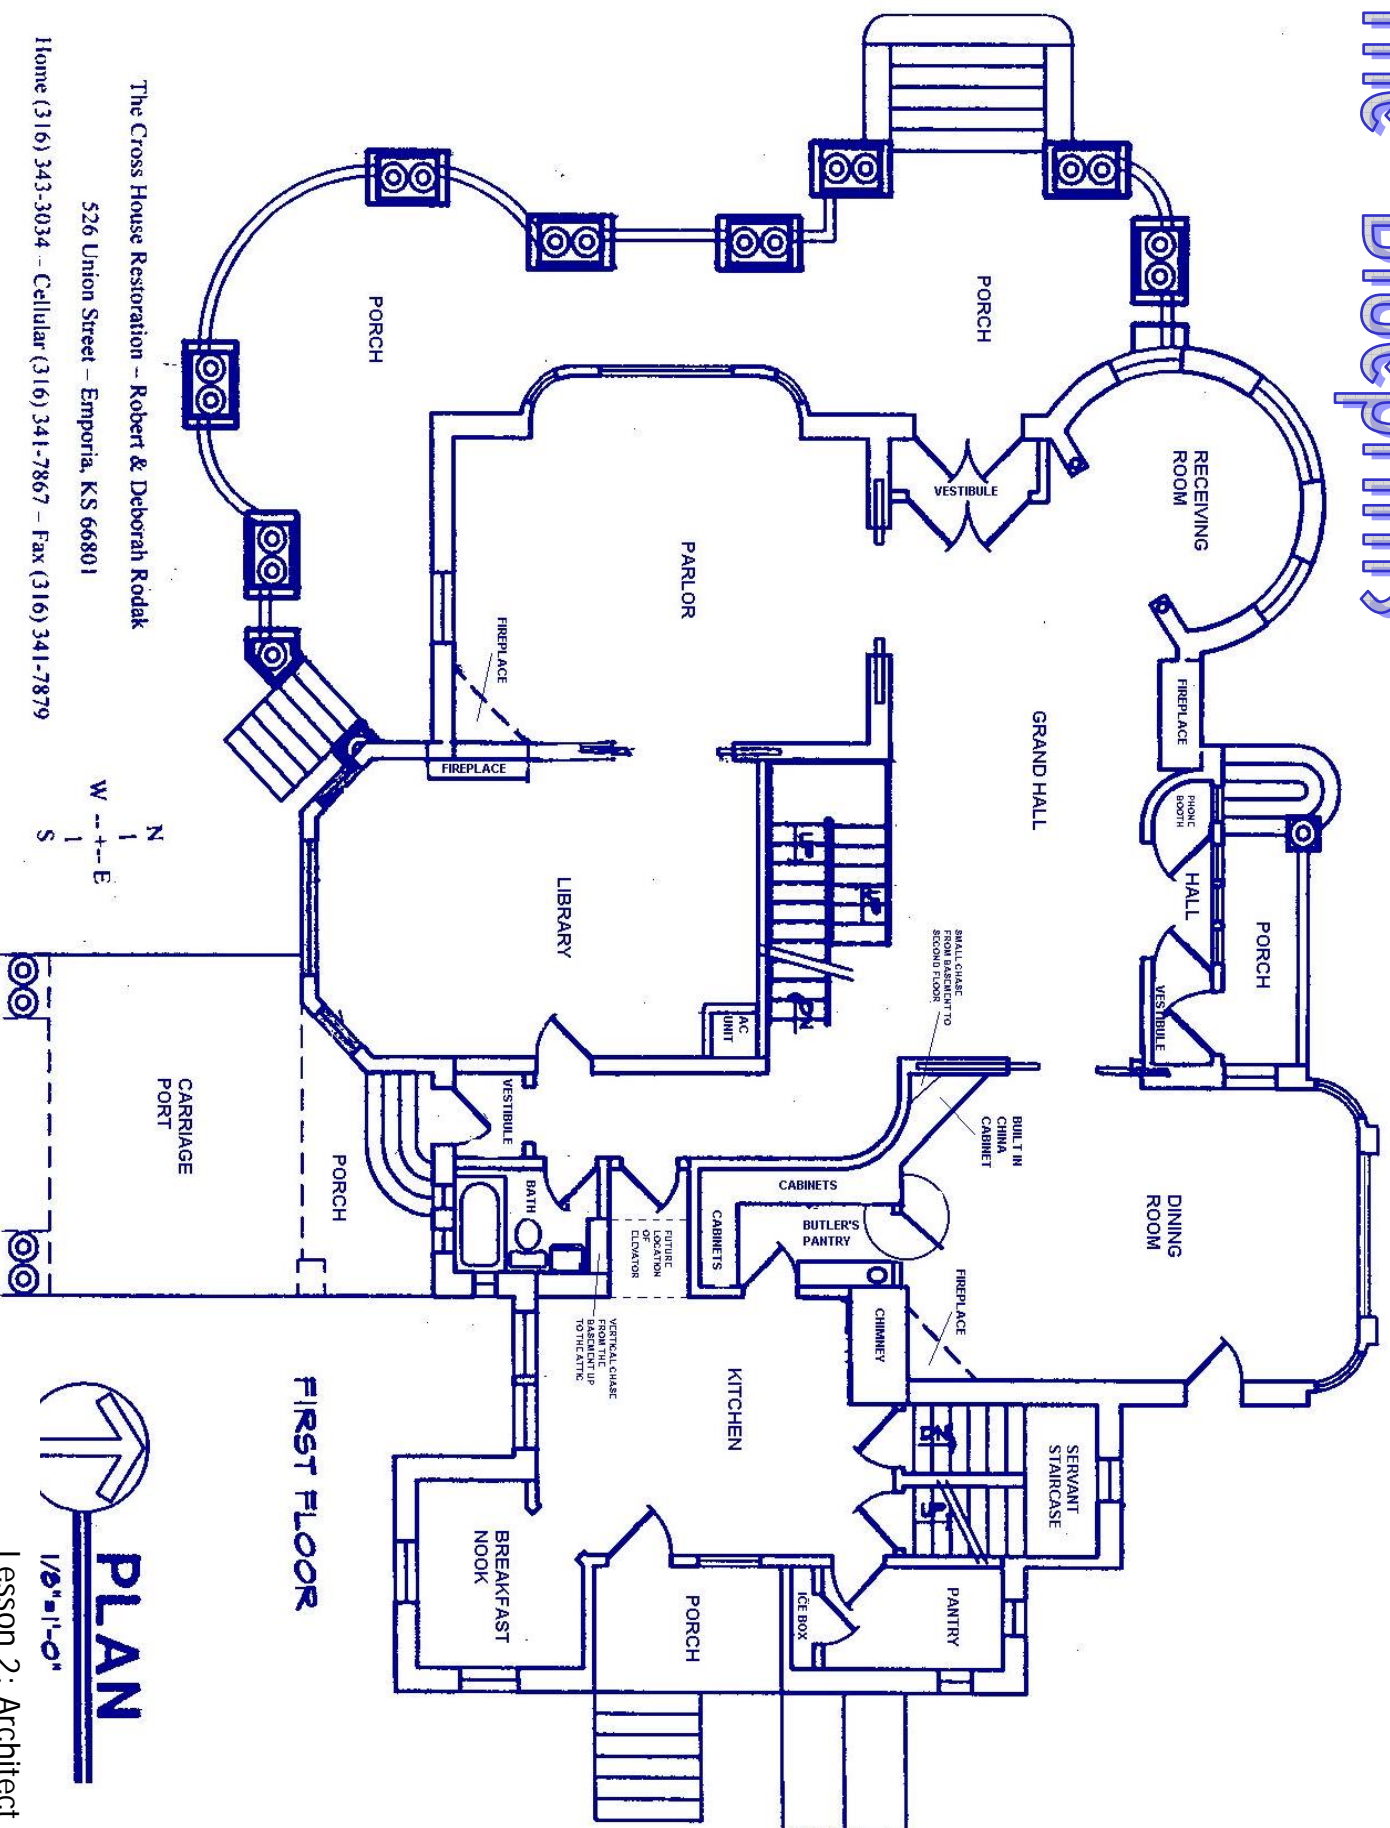 The Blueprint!!!
RECEIVING
ROOM
FIREPLACE
PHONE
BOOTH
HALL
PORCH
VESTIBULE
DINING
ROOM
PORCH
VESTIBULE
GRAND HALL
SMALL CHASE
FROM BASEMENT TO
SECOND FLOOR
BUILT IN
CHINA
CABINET
FIREPLACE
SERVANT
STAIRCASE
PARLOR
UP
UP
DN
CABINETS
CABINETS
BUTLER'S
PANTRY
CHIMNEY
DN
UP
PANTRY
ICE BOX
FIREPLACE
FIREPLACE
LIBRARY
AC
UNIT
VESTIBULE
BATH
FUTURE
LOCATION
OF
ELEVATOR
VERTICAL CHASE
FROM THE
BASEMENT UP
TO THE ATTIC
KITCHEN
PORCH
BREAKFAST
NOOK
PORCH
PORCH
CARRIAGE
PORT
FIRST FLOOR
The Cross House Restoration – Robert & Deborah Rodak
526 Union Street – Emporia, KS 66801
Home (316) 343-3034 – Cellular (316) 341-7867 – Fax (316) 341-7879
N
1
W --+-- E
1
S
PLAN
1/8"=1'-0"
Lesson 2: Architect